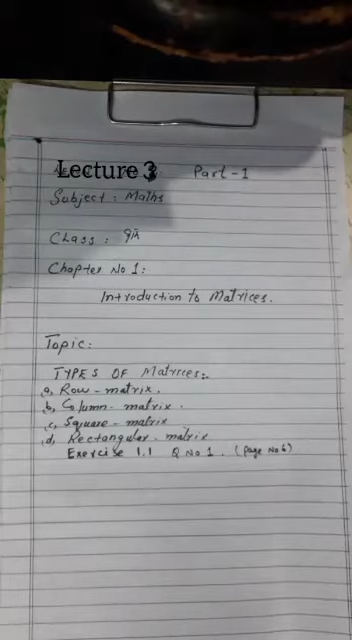 Lecture 3 Part-1
Subject : Maths
Class : 9th
Chapter No 1:
Introduction to Matrices.
Topic:
TYPES OF Matrices:-
a, Row-matrix.
b, Column-matrix.
c, Square-matrix
d, Rectangular-matrix
Exercise 1.1 Q No 1. (page No 6)